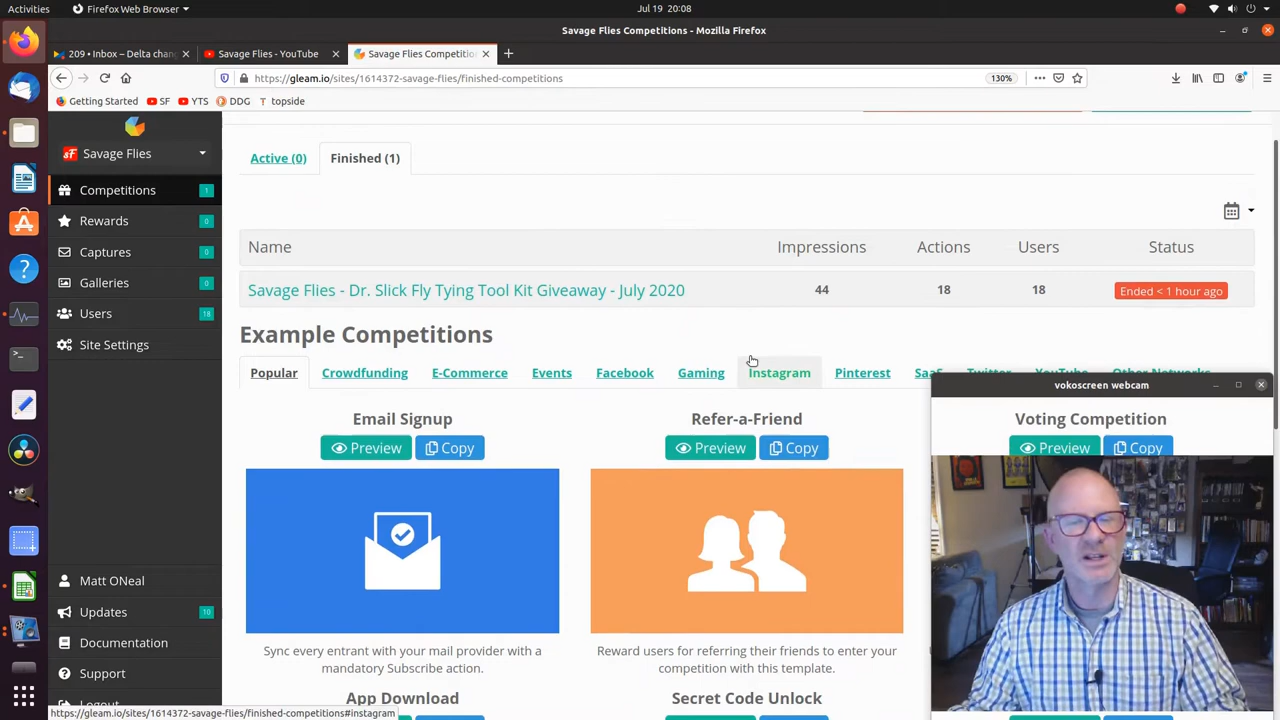 Activities
Firefox Web Browser
Jul 19 20:08
Savage Flies Competitions - Mozilla Firefox
209 • Inbox – Delta chan
Savage Flies - YouTube
Savage Flies Competitio
https://gleam.io/sites/1614372-savage-flies/finished-competitions
130%
Getting Started
SF
YTS
DDG
topside
Savage Flies
Competitions 1
Rewards 0
Captures 0
Galleries 0
Users 18
Site Settings
Matt ONeal
Updates 10
Documentation
Support
Active (0)
Finished (1)
Name Impressions Actions Users Status
Savage Flies - Dr. Slick Fly Tying Tool Kit Giveaway - July 2020 44 18 18 Ended < 1 hour ago
Example Competitions
Popular Crowdfunding E-Commerce Events Facebook Gaming Instagram Pinterest SaaS Twitter YouTube Other Networks
vokoscreen webcam
Email Signup
Preview Copy
Refer-a-Friend
Preview Copy
Voting Competition
Preview Copy
Sync every entrant with your mail provider with a
mandatory Subscribe action.
Reward users for referring their friends to enter your
competition with this template.
App Download
Secret Code Unlock
https://gleam.io/sites/1614372-savage-flies/finished-competitions#instagram